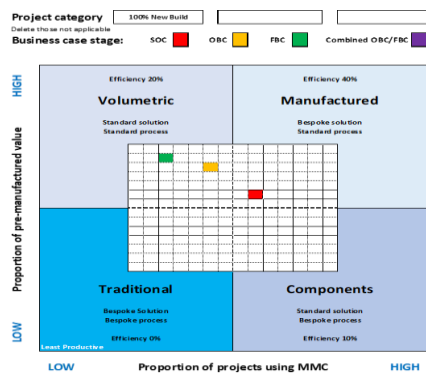 Project category
100% New Build
Delete those not applicable
Business case stage:
SOC
OBC
FBC
Combined OBC/FBC
HIGH
Proportion of pre-manufactured value
LOW
Efficiency 20%
Volumetric
Standard solution
Standard process
Efficiency 40%
Manufactured
Bespoke solution
Standard process
Traditional
Bespoke Solution
Bespoke process
Efficiency 0%
Least Productive
Components
Standard solution
Bespoke process
Efficiency 10%
LOW
Proportion of projects using MMC
HIGH